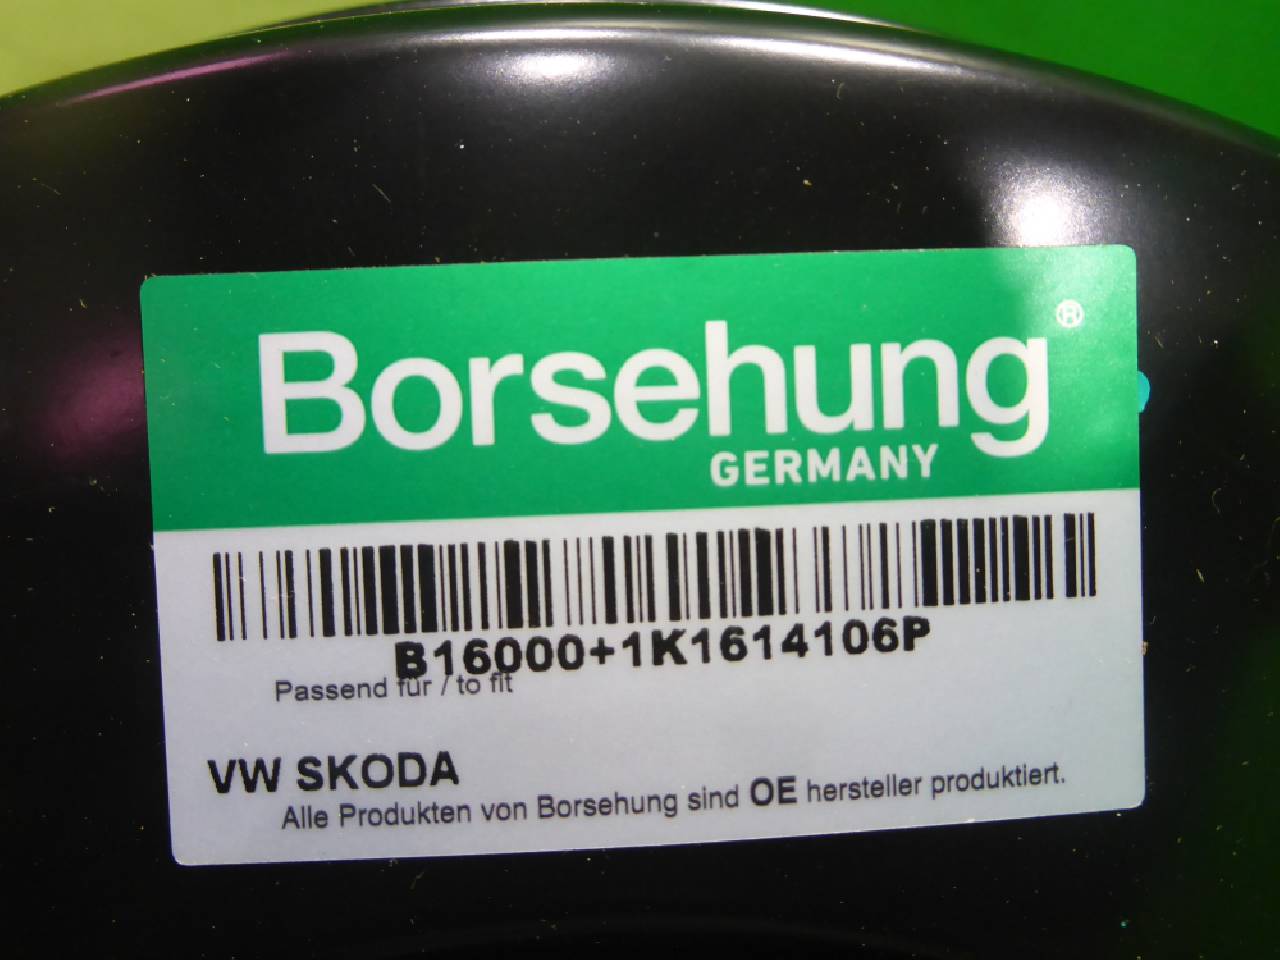 Borsehung®
GERMANY
B16000+1K1614106P
Passend für / to fit
VW SKODA
Alle Produkten von Borsehung sind OE hersteller produktiert.